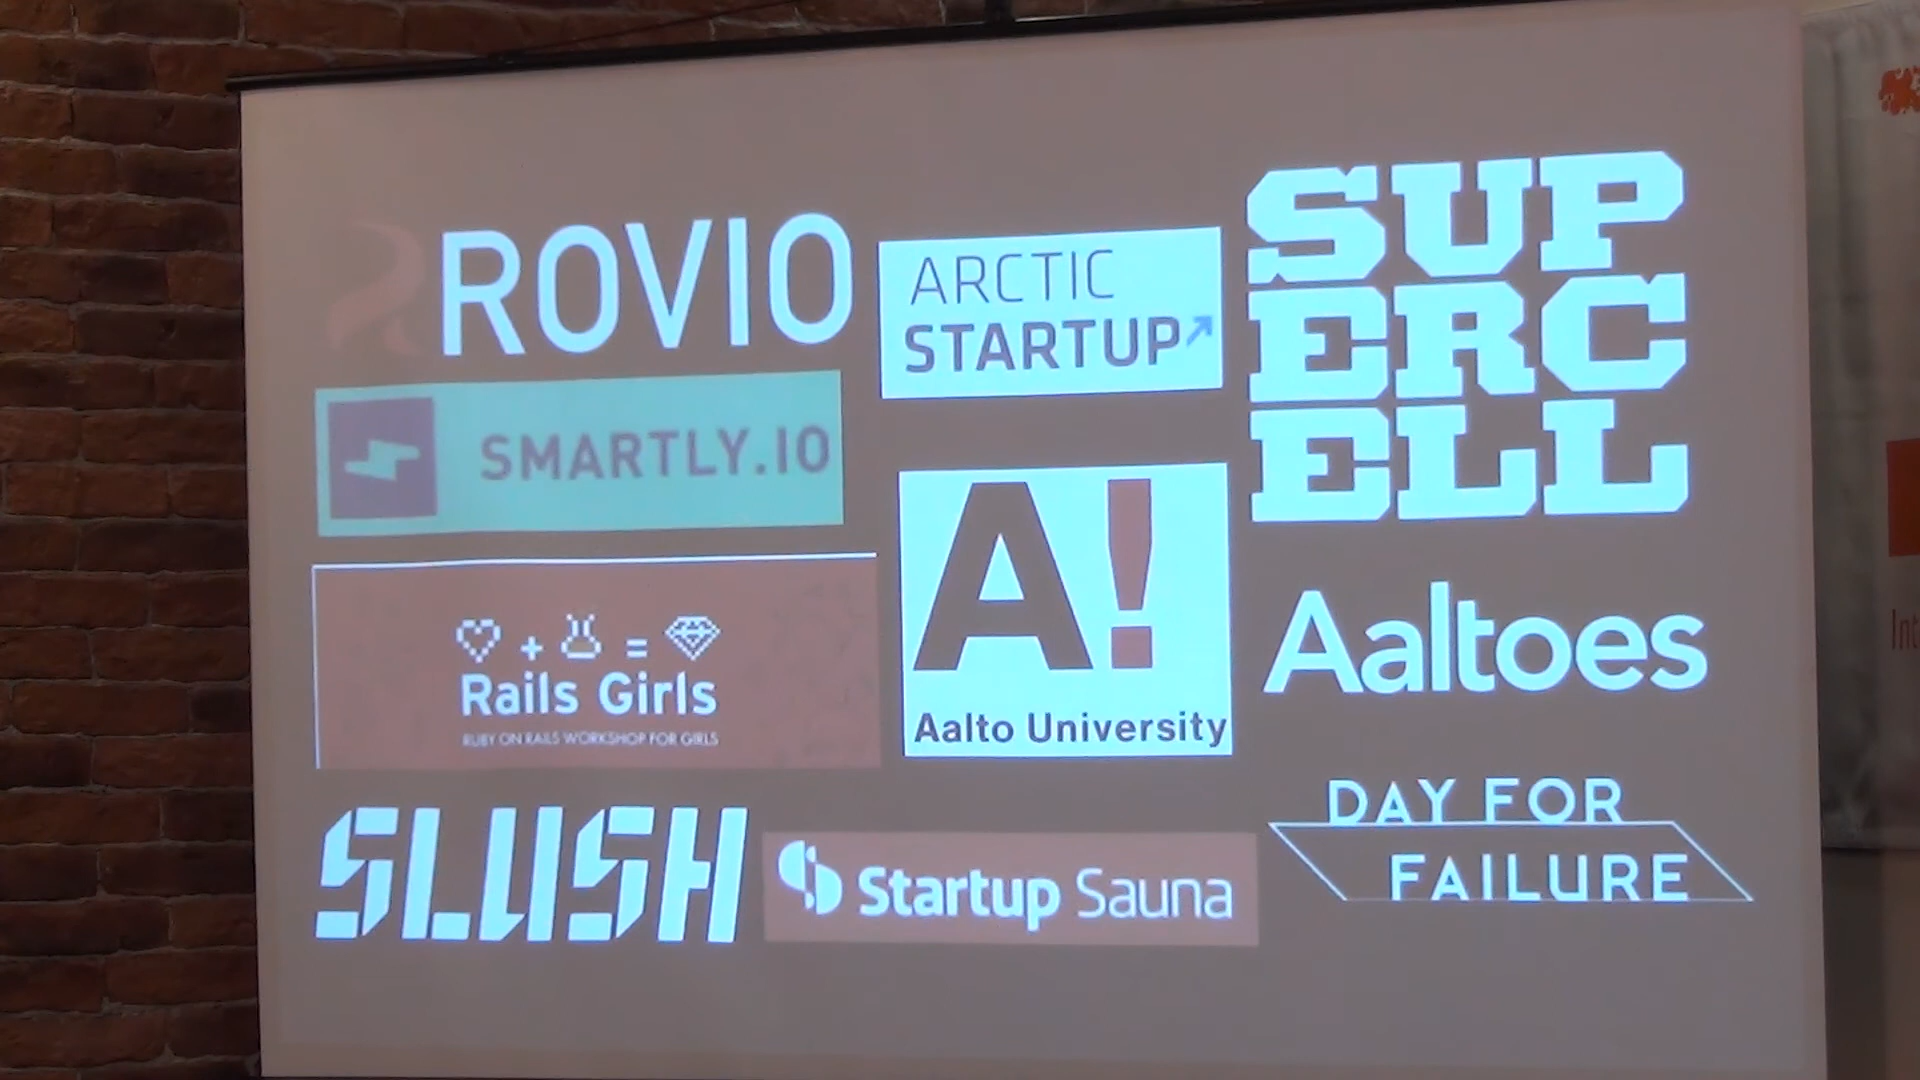 ROVIO
ARCTIC
STARTUP
SUP
ERC
ELL
SMARTLY.IO
A!
Aalto University
Rails Girls
RUBY ON RAILS WORKSHOP FOR GIRLS
Aaltoes
SLUSH
Startup Sauna
DAY FOR
FAILURE